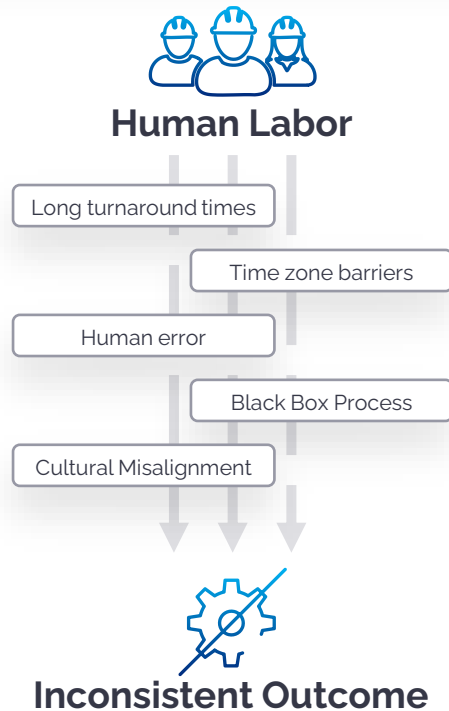 Human Labor
Long turnaround times
Time zone barriers
Human error
Black Box Process
Cultural Misalignment
Inconsistent Outcome